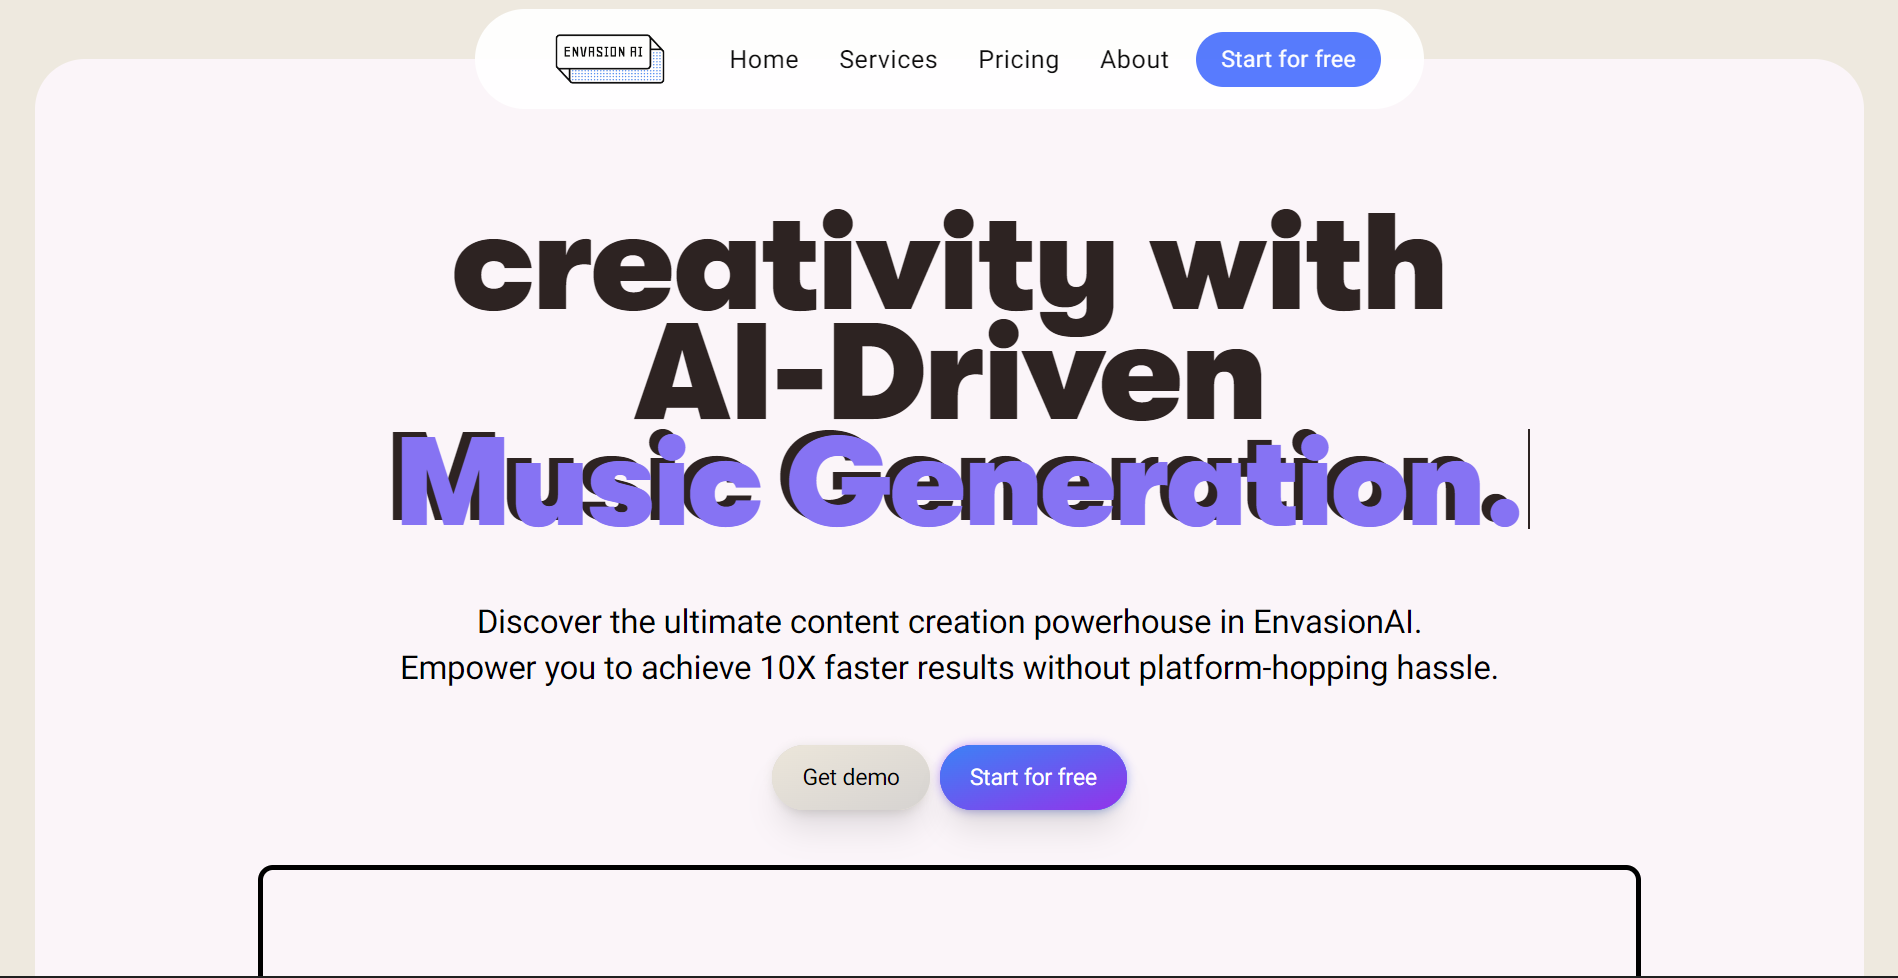 ENVASION AI
Home Services Pricing About Start for free
creativity with
AI-Driven
Music Generation.
Discover the ultimate content creation powerhouse in EnvasionAI.
Empower you to achieve 10X faster results without platform-hopping hassle.
Get demo Start for free